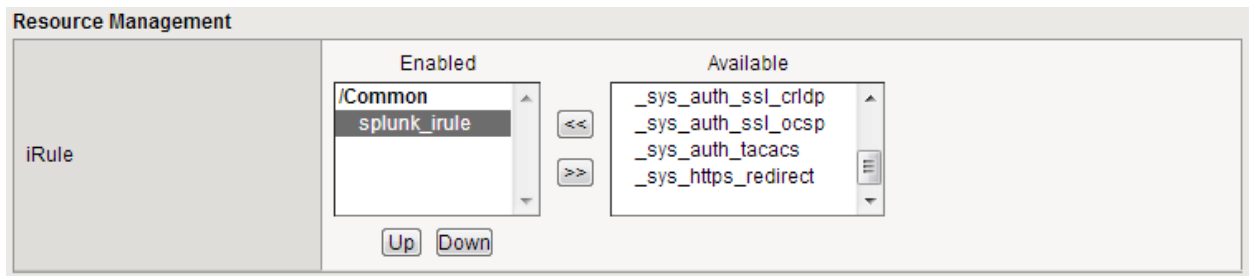 Resource Management
Enabled Available
/Common
splunk_irule
_sys_auth_ssl_crldp
_sys_auth_ssl_ocsp
_sys_auth_tacacs
_sys_https_redirect
<<
>>
iRule
Up Down